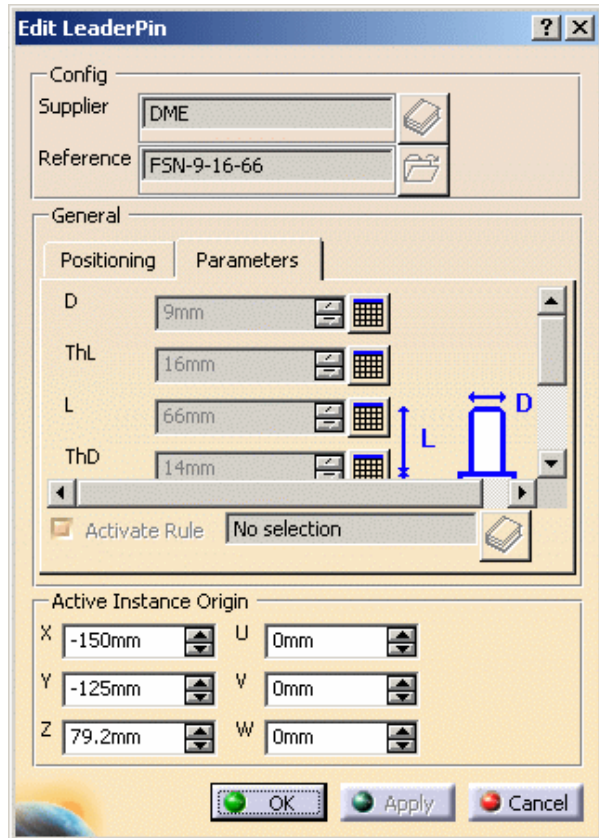 Edit LeaderPin ? X
Config
Supplier DME
Reference FSN-9-16-66
General
Positioning Parameters
D 9mm
ThL 16mm
L 66mm
ThD 14mm
L D
Activate Rule No selection
Active Instance Origin
X -150mm U 0mm
Y -125mm V 0mm
Z 79.2mm W 0mm
OK Apply Cancel